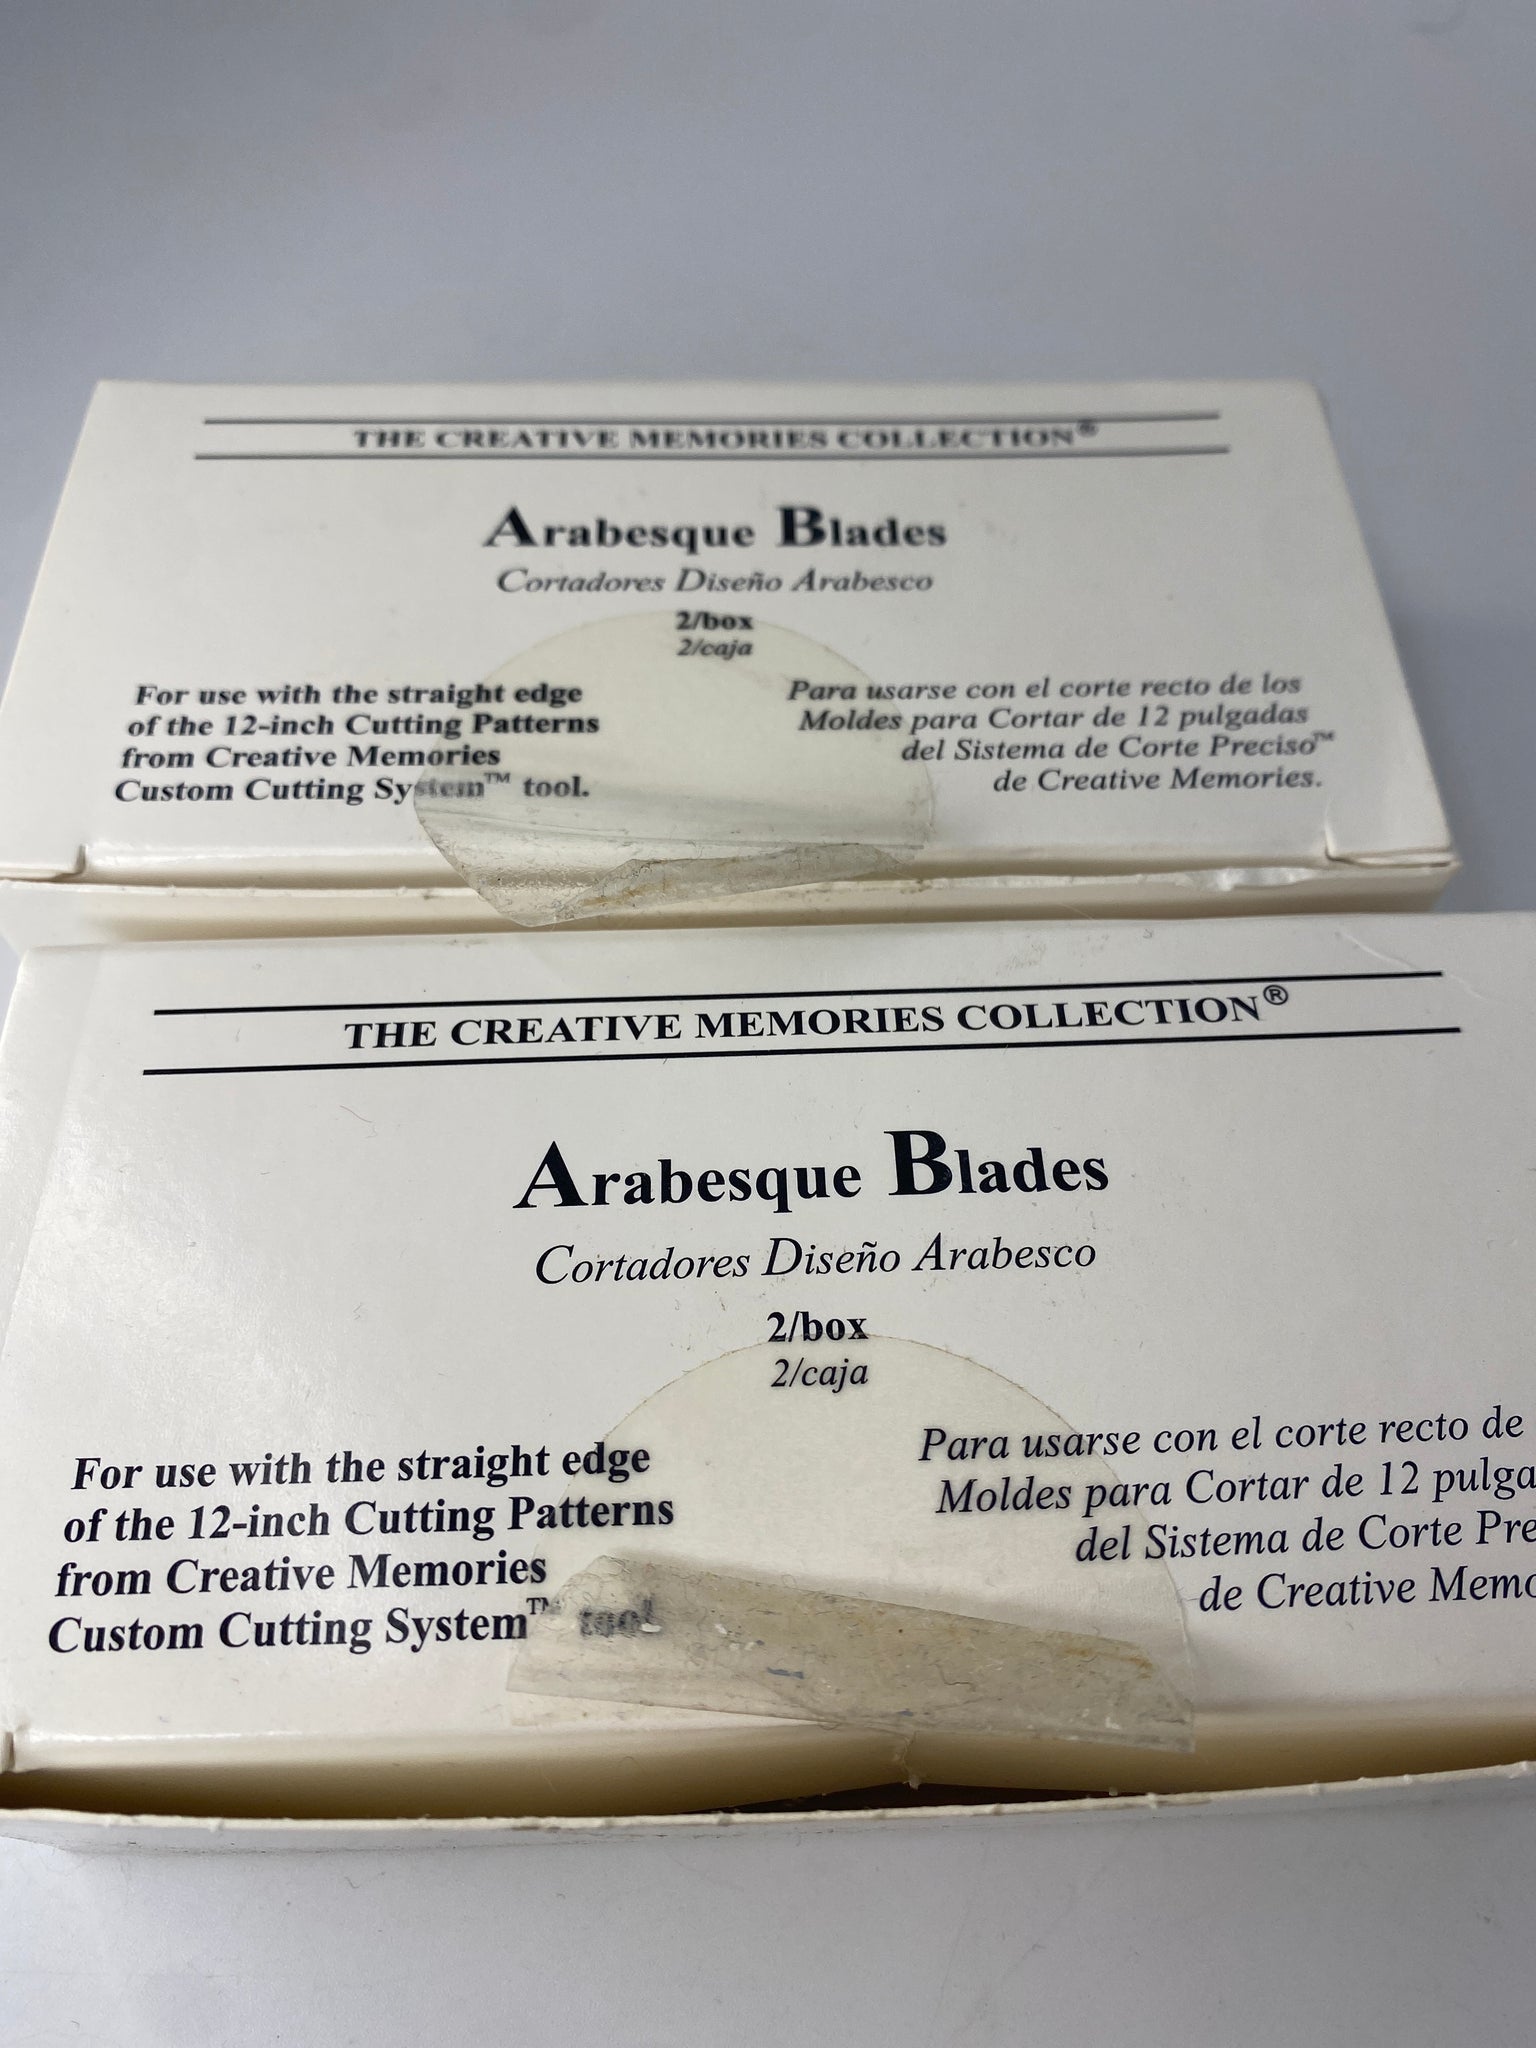 THE CREATIVE MEMORIES COLLECTION®
Arabesque Blades
Cortadores Diseño Arabesco
2/box
2/caja
For use with the straight edge
of the 12-inch Cutting Patterns
from Creative Memories
Custom Cutting System™ tool.
Para usarse con el corte recto de los
Moldes para Cortar de 12 pulgadas
del Sistema de Corte Preciso™
de Creative Memories.
THE CREATIVE MEMORIES COLLECTION®
Arabesque Blades
Cortadores Diseño Arabesco
2/box
2/caja
For use with the straight edge
of the 12-inch Cutting Patterns
from Creative Memories
Custom Cutting System™ tool
Para usarse con el corte recto de
Moldes para Cortar de 12 pulga
del Sistema de Corte Pre
de Creative Memo